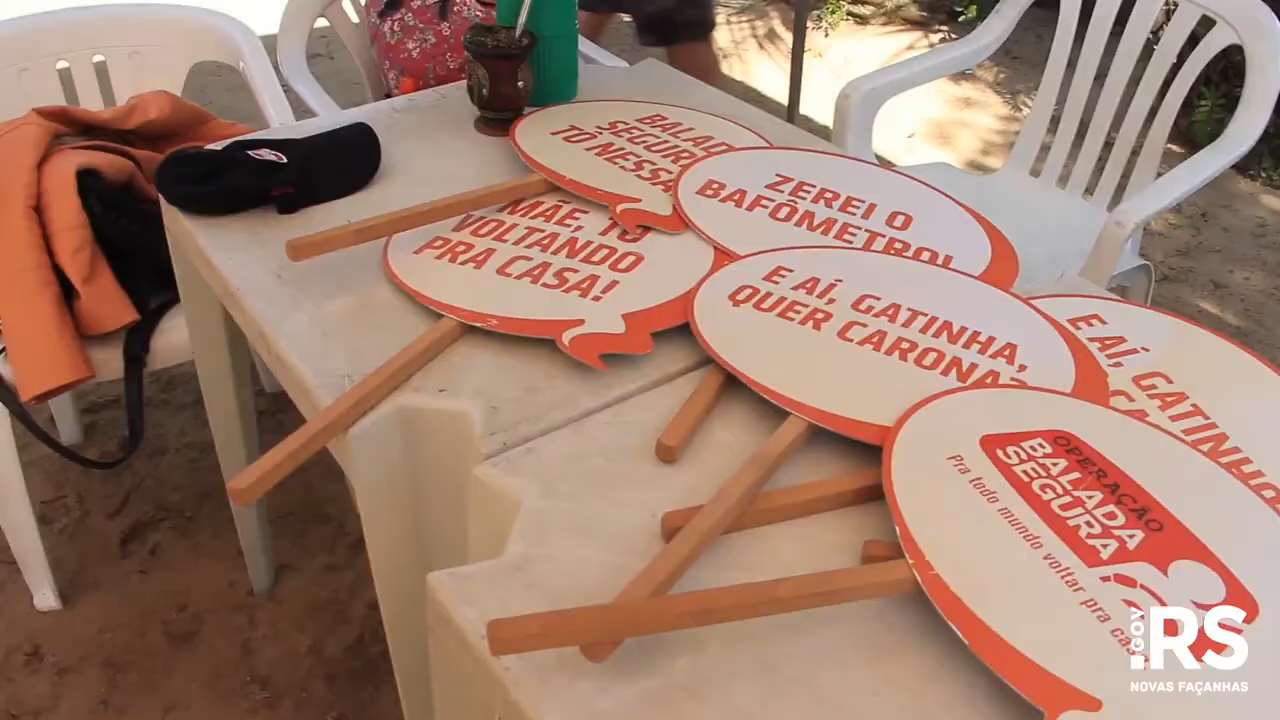 BALADA
SEGURA
TÔ NESSA
ZEREI O
BAFÔMETRO!
MÃE, TÔ
VOLTANDO
PRA CASA!
E AÍ, GATINHA,
QUER CARONA?
E AÍ, GATINHA
OPERAÇÃO
BALADA
SEGURA
Pra todo mundo voltar pra casa
.GOV
RS
NOVAS FAÇANHAS